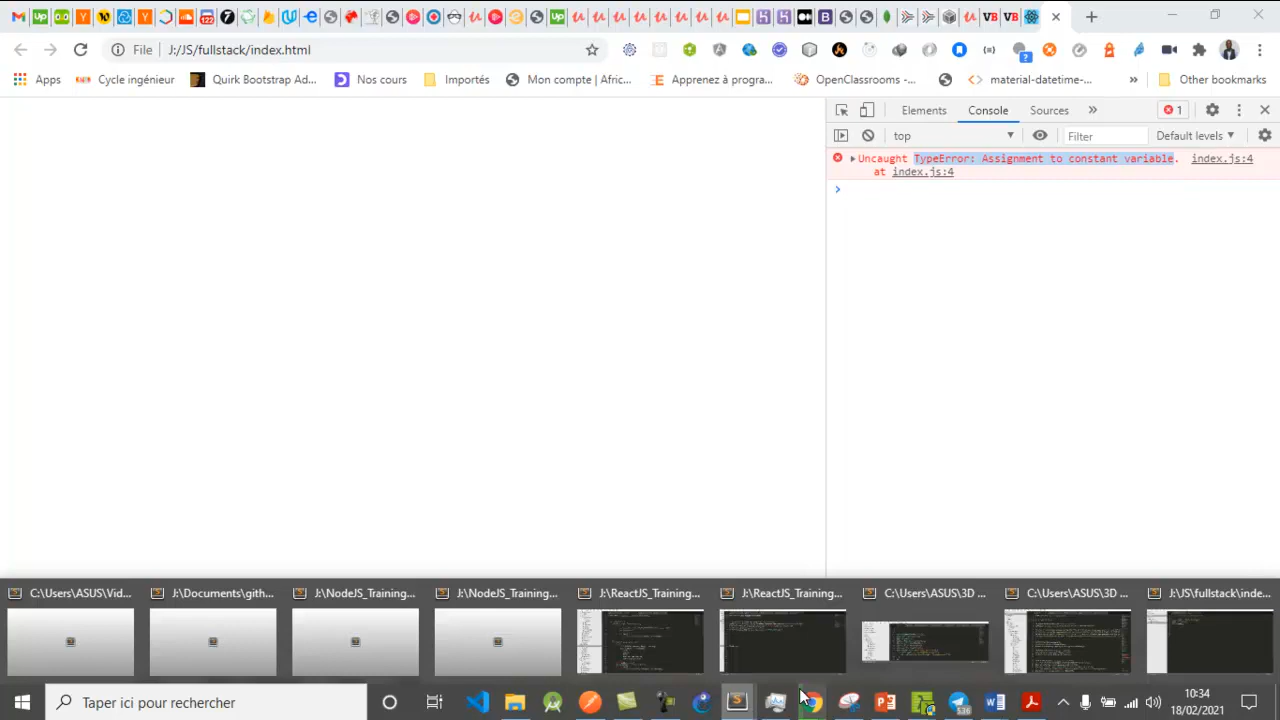 File J:/JS/fullstack/index.html
Apps Cycle ingénieur Quirk Bootstrap Ad... Nos cours Importés Mon compte | Afric... Apprenez à progra... OpenClassrooms -... material-datetime-... » Other bookmarks
Elements Console Sources » 1
top Filter Default levels
Uncaught TypeError: Assignment to constant variable. index.js:4
at index.js:4
C:\Users\ASUS\Vid... J:\Documents\gith... J:\NodeJS_Training... J:\NodeJS_Training... J:\ReactJS_Training... J:\ReactJS_Training... C:\Users\ASUS\3D ... C:\Users\ASUS\3D ... J:\JS\fullstack\inde...
Taper ici pour rechercher
10:34
18/02/2021